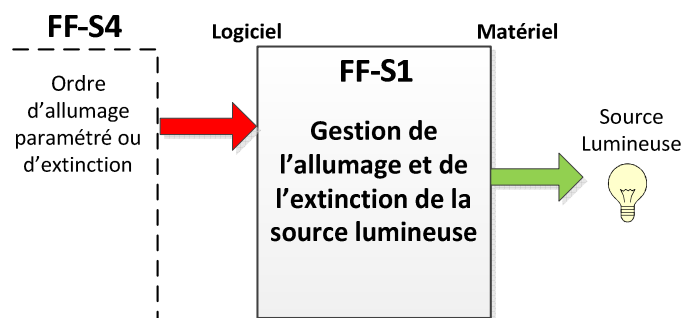 FF-S4
Ordre
d'allumage
paramétré ou
d'extinction
Logiciel
Matériel
FF-S1
Gestion de
l'allumage et de
l'extinction de la
source lumineuse
Source
Lumineuse